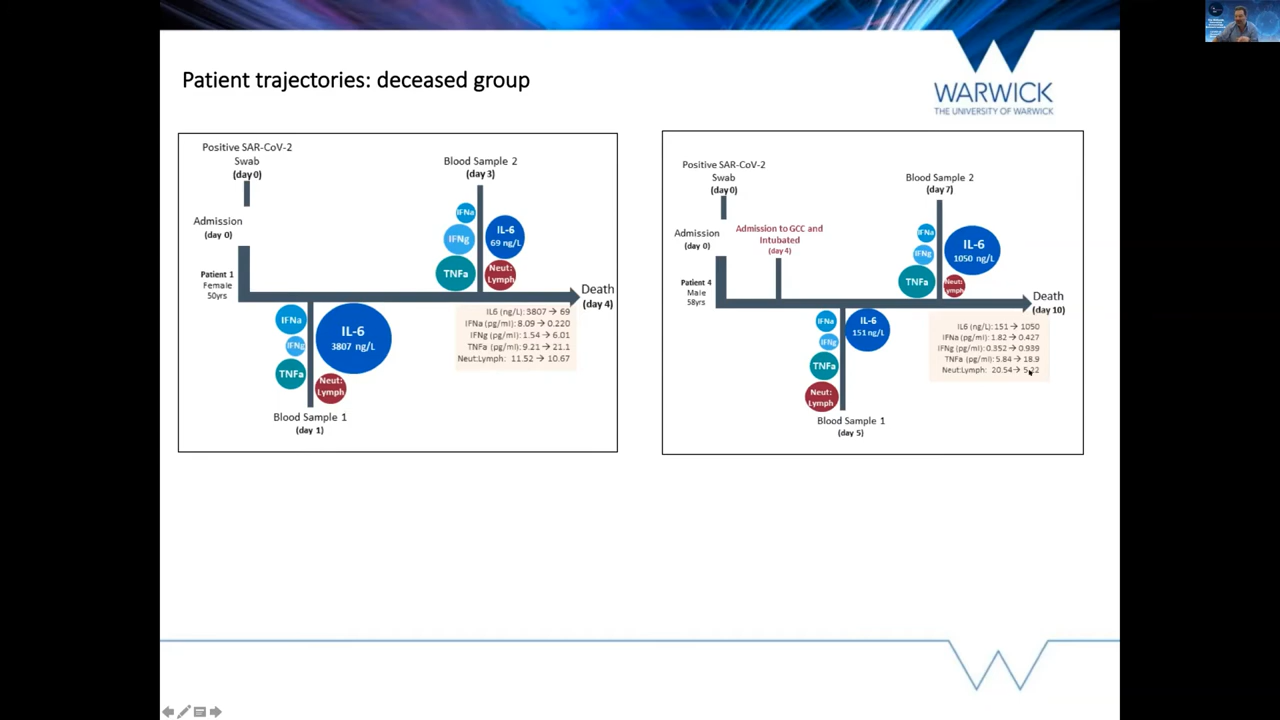 Patient trajectories: deceased group
WARWICK
THE UNIVERSITY OF WARWICK
Positive SAR-CoV-2
Swab
(day 0)
Admission
(day 0)
Patient 1
Female
50yrs
Blood Sample 2
(day 3)
IFNa
IFNg
TNFa
IL-6
69 ng/L
Neut:
Lymph
Death
(day 4)
IFNa
IFNg
TNFa
IL-6
3807 ng/L
Neut:
Lymph
Blood Sample 1
(day 1)
IL6 (ng/L): 3807 → 69
IFNa (pg/ml): 8.09 → 0.220
IFNg (pg/ml): 1.54 → 6.01
TNFa (pg/ml): 9.21 → 21.1
Neut:Lymph: 11.52 → 10.67
Positive SAR-CoV-2
Swab
(day 0)
Admission
(day 0)
Patient 4
Male
58yrs
Admission to GCC and
Intubated
(day 4)
Blood Sample 2
(day 7)
IFNa
IFNg
TNFa
IL-6
1050 ng/L
Neut:
Lymph
Death
(day 10)
IFNa
IFNg
TNFa
Neut:
Lymph
IL-6
151 ng/L
Blood Sample 1
(day 5)
IL6 (ng/L): 151 → 1050
IFNa (pg/ml): 1.82 → 0.427
IFNg (pg/ml): 0.352 → 0.939
TNFa (pg/ml): 5.84 → 18.9
Neut:Lymph: 20.54 →